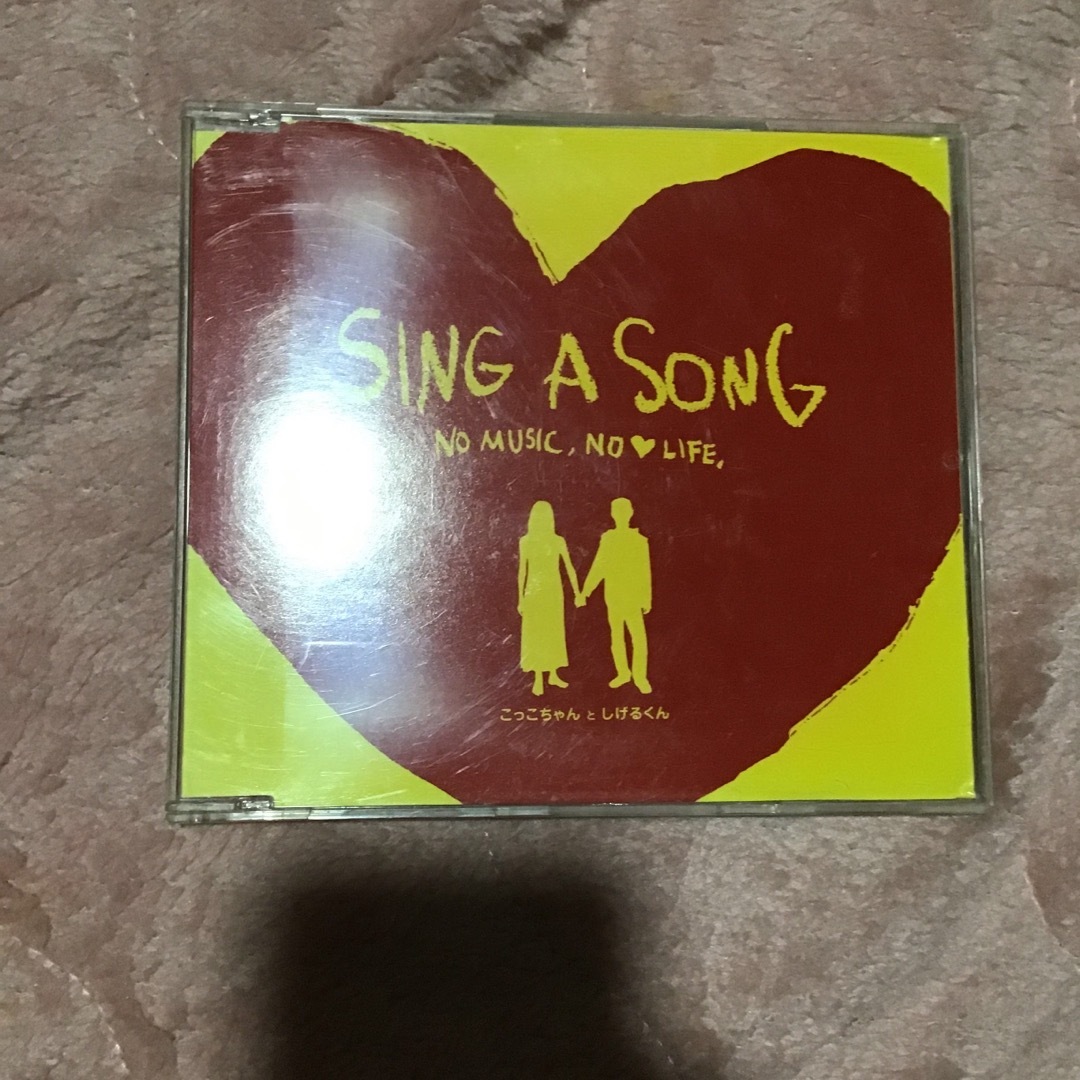 SING A SONG
NO MUSIC, NO ♥ LIFE.
こっこちゃん と しげるくん